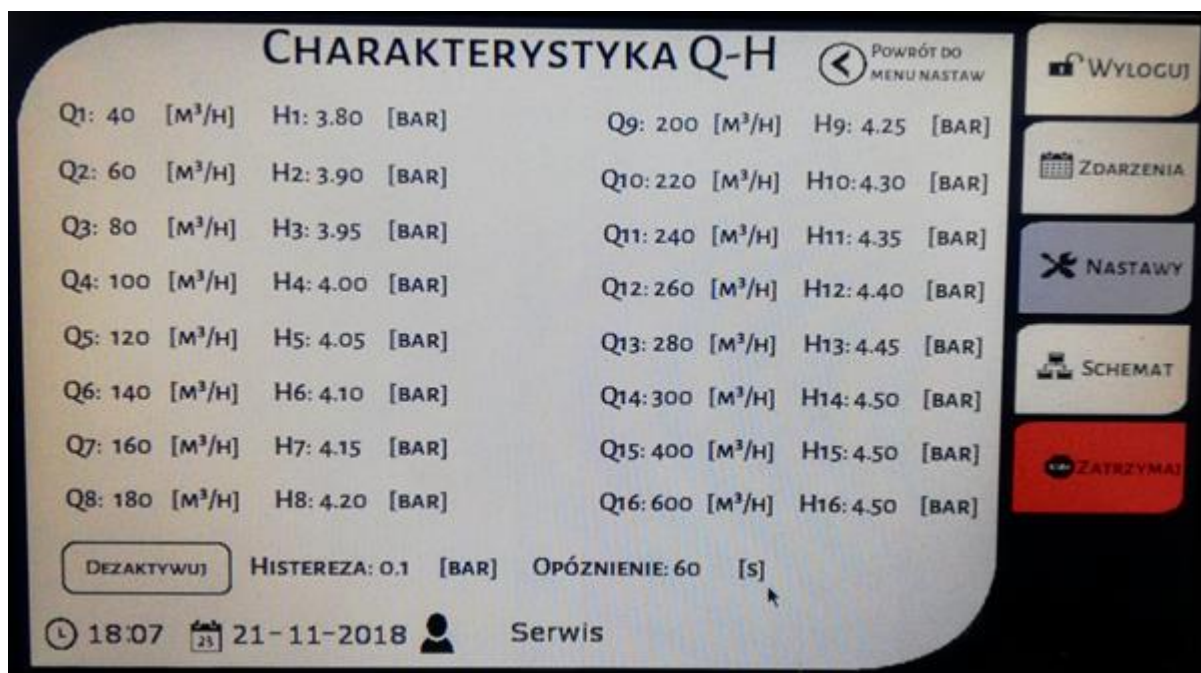 CHARAKTERYSTYKA Q-H
POWRÓT DO
MENU NASTAW
Q1: 40 [M³/H] H1: 3.80 [BAR]
Q2: 60 [M³/H] H2: 3.90 [BAR]
Q3: 80 [M³/H] H3: 3.95 [BAR]
Q4: 100 [M³/H] H4: 4.00 [BAR]
Q5: 120 [M³/H] H5: 4.05 [BAR]
Q6: 140 [M³/H] H6: 4.10 [BAR]
Q7: 160 [M³/H] H7: 4.15 [BAR]
Q8: 180 [M³/H] H8: 4.20 [BAR]
Q9: 200 [M³/H] H9: 4.25 [BAR]
Q10: 220 [M³/H] H10: 4.30 [BAR]
Q11: 240 [M³/H] H11: 4.35 [BAR]
Q12: 260 [M³/H] H12: 4.40 [BAR]
Q13: 280 [M³/H] H13: 4.45 [BAR]
Q14: 300 [M³/H] H14: 4.50 [BAR]
Q15: 400 [M³/H] H15: 4.50 [BAR]
Q16: 600 [M³/H] H16: 4.50 [BAR]
DEZAKTYWUJ HISTEREZA: 0.1 [BAR] OPÓZNIENIE: 60 [S]
18:07 23 21-11-2018 Serwis
WYLOGUJ
ZDARZENIA
NASTAWY
SCHEMAT
ZATRZYMAJ